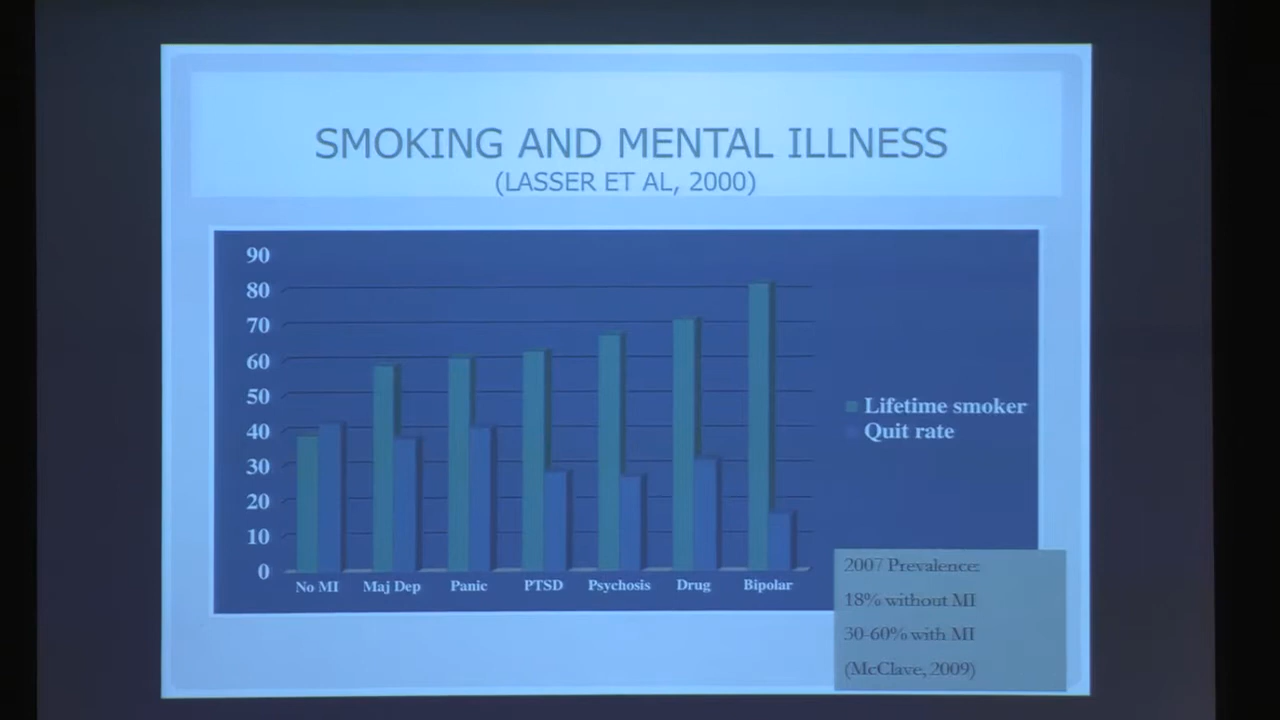 SMOKING AND MENTAL ILLNESS
(LASSER ET AL, 2000)
90
80
70
60
50
40
30
20
10
0
No MI Maj Dep Panic PTSD Psychosis Drug Bipolar
Lifetime smoker
Quit rate
2007 Prevalence:
18% without MI
30-60% with MI
(McClave, 2009)